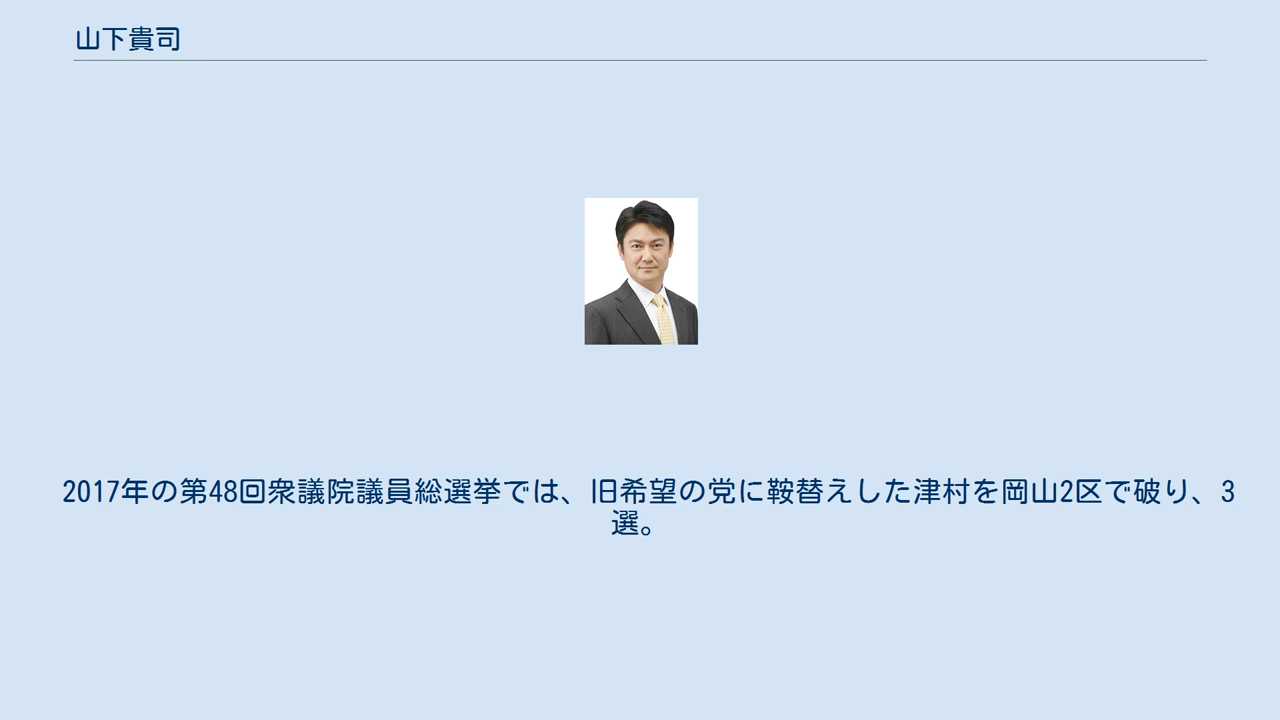 山下貴司
2017年の第48回衆議院議員総選挙では、旧希望の党に鞍替えした津村を岡山2区で破り、3
選。